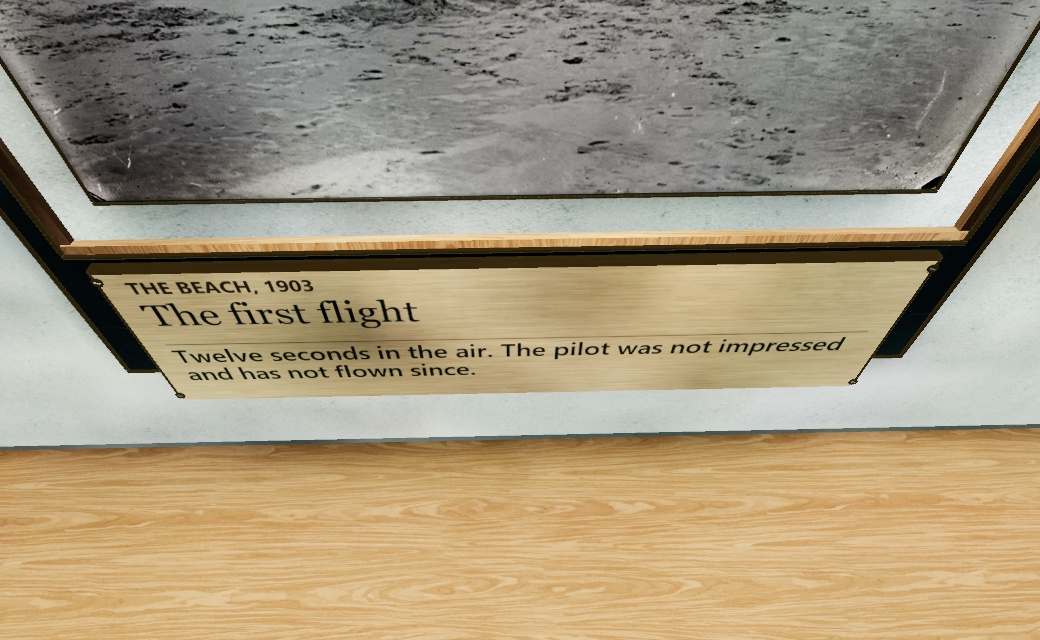 THE BEACH, 1903
The first flight
Twelve seconds in the air. The pilot was not impressed
and has not flown since.